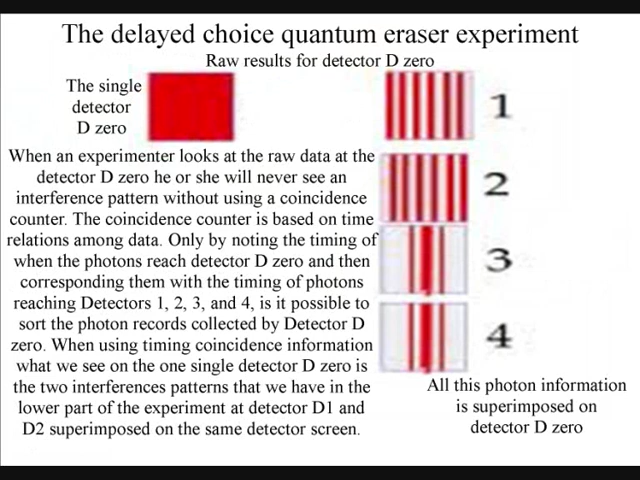 The delayed choice quantum eraser experiment
Raw results for detector D zero
The single
detector
D zero
1
2
3
4
When an experimenter looks at the raw data at the
detector D zero he or she will never see an
interference pattern without using a coincidence
counter. The coincidence counter is based on time
relations among data. Only by noting the timing of
when the photons reach detector D zero and then
corresponding them with the timing of photons
reaching Detectors 1, 2, 3, and 4, is it possible to
sort the photon records collected by Detector D
zero. When using timing coincidence information
what we see on the one single detector D zero is
the two interferences patterns that we have in the
lower part of the experiment at detector D1 and
D2 superimposed on the same detector screen.
All this photon information
is superimposed on
detector D zero